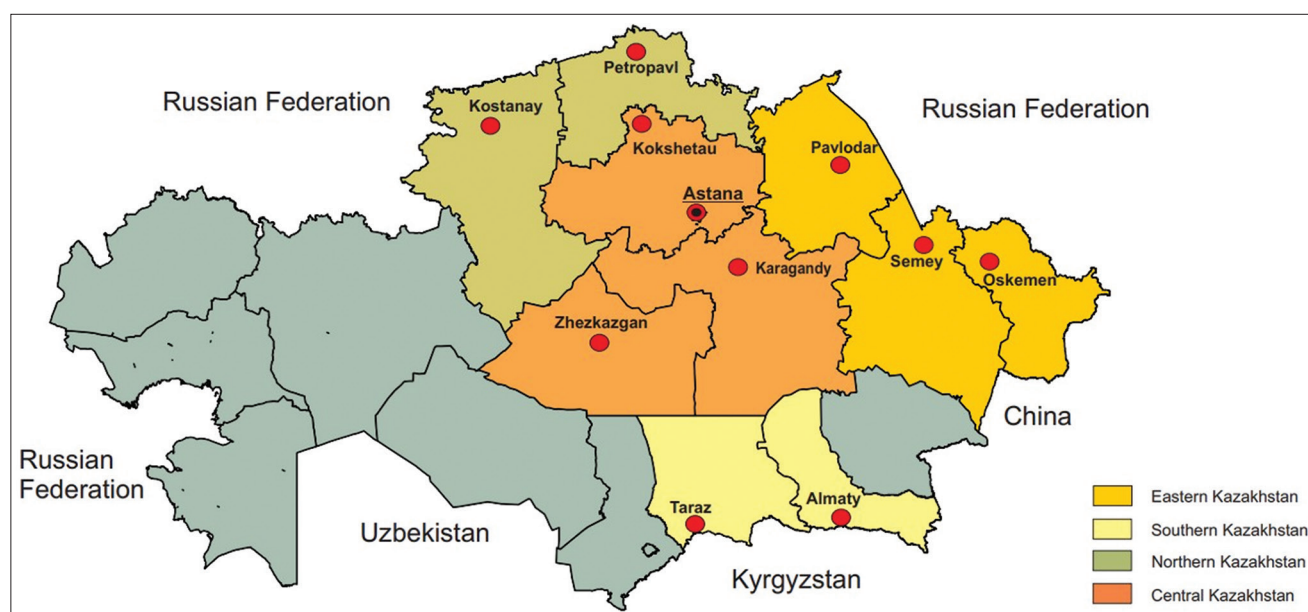 Petropavl
Russian Federation
Kostanay
Russian Federation
Kokshetau
Pavlodar
Astana
Semey
Karagandy
Oskemen
Zhezkazgan
China
Russian
Federation
Taraz
Almaty
Uzbekistan
Kyrgyzstan
Eastern Kazakhstan
Southern Kazakhstan
Northern Kazakhstan
Central Kazakhstan